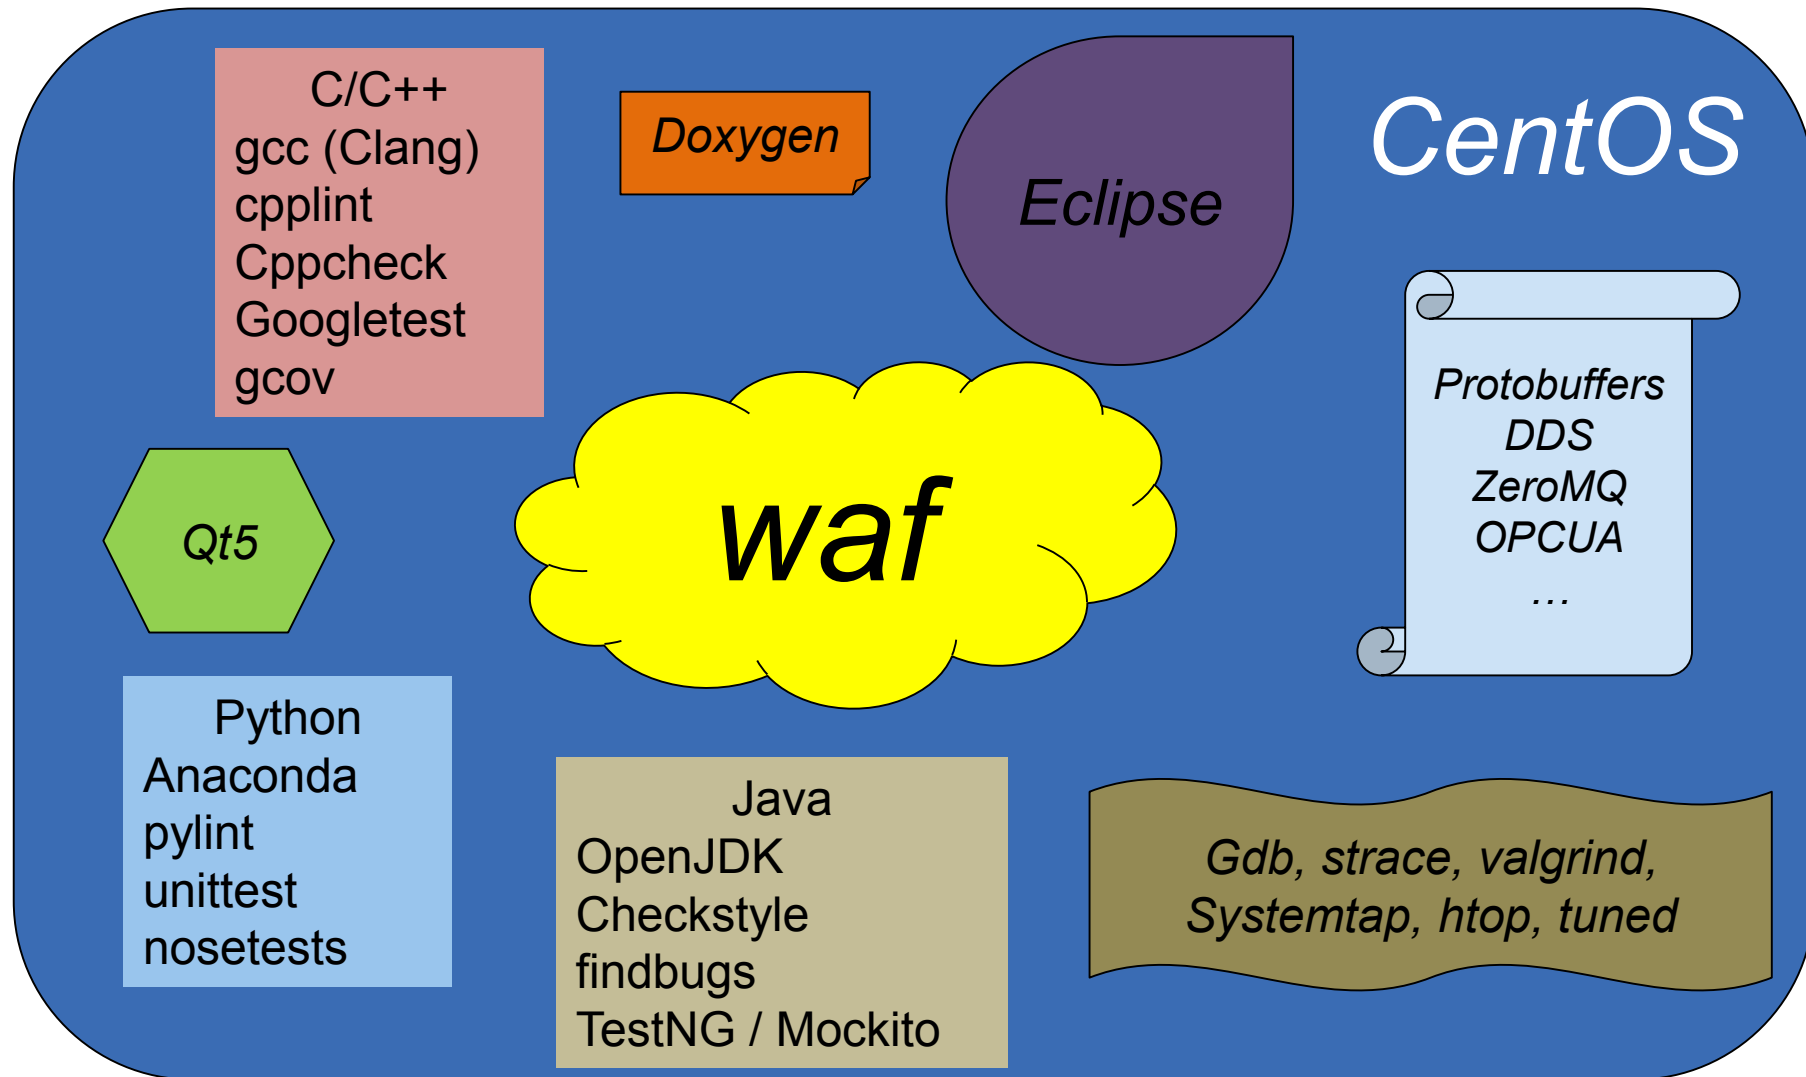 C/C++
gcc (Clang)
cpplint
Cppcheck
Googletest
gcov
Doxygen
Eclipse
CentOS
Protobuffers
DDS
ZeroMQ
OPCUA
…
Qt5
waf
Python
Anaconda
pylint
unittest
nosetests
Java
OpenJDK
Checkstyle
findbugs
TestNG / Mockito
Gdb, strace, valgrind,
Systemtap, htop, tuned